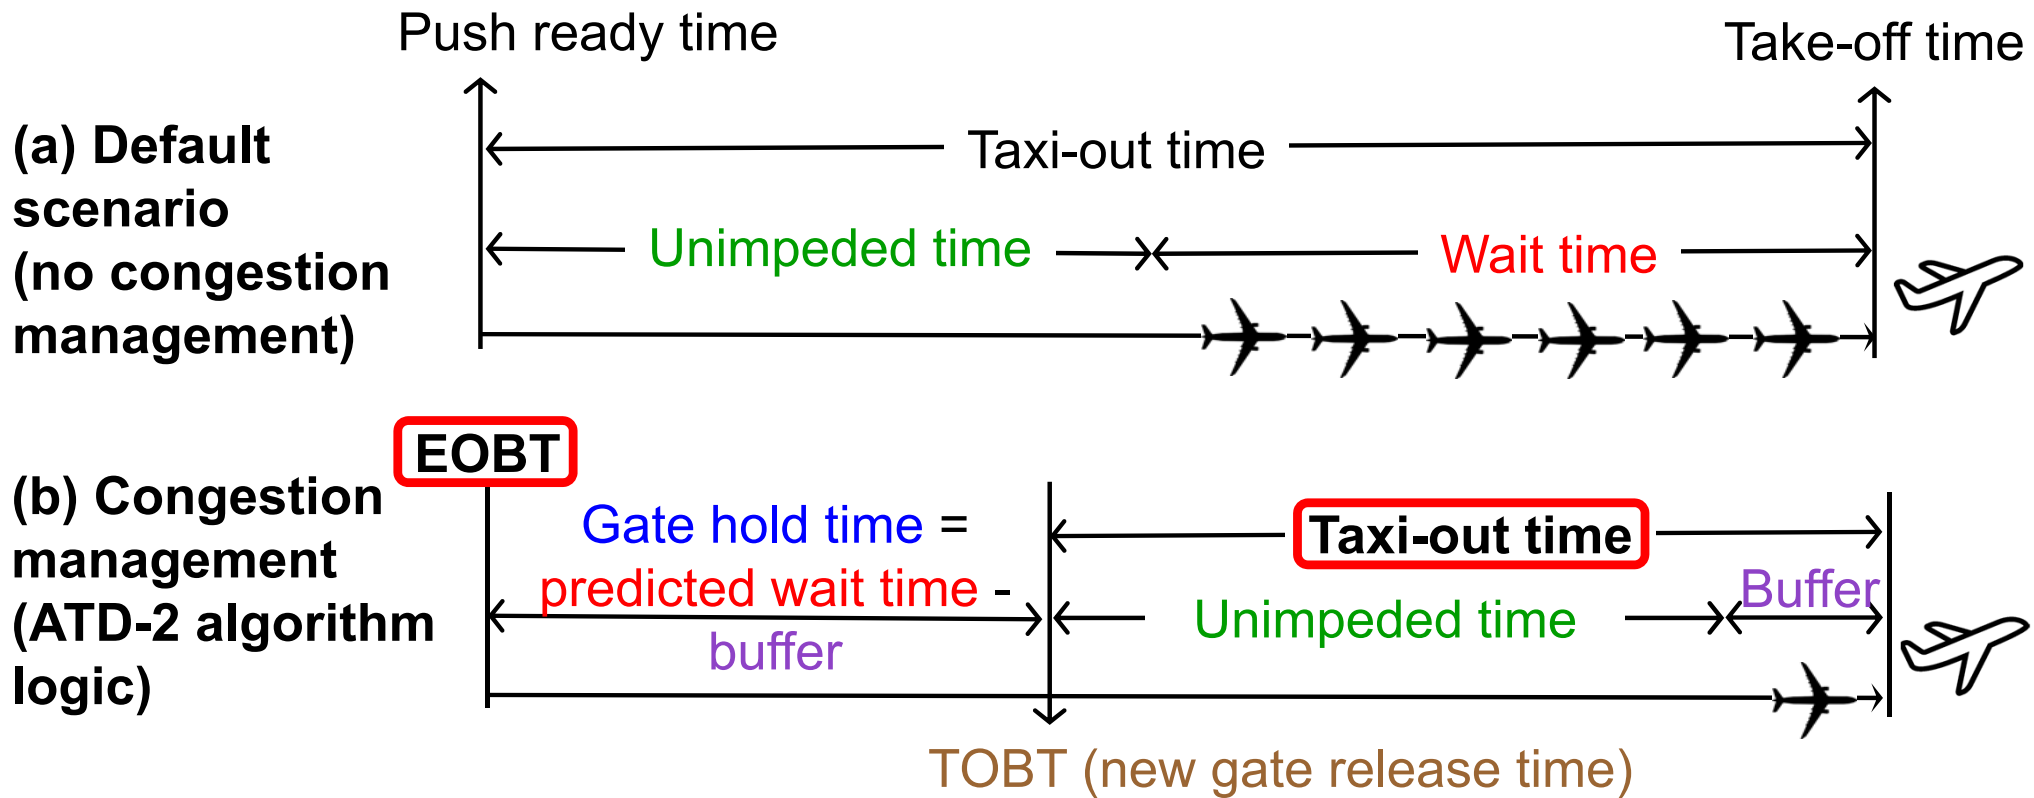 Push ready time
Take-off time
(a) Default
scenario
(no congestion
management)
Taxi-out time
Unimpeded time
Wait time
EOBT
(b) Congestion
management
(ATD-2 algorithm
logic)
Gate hold time =
predicted wait time -
buffer
Taxi-out time
Unimpeded time
Buffer
TOBT (new gate release time)